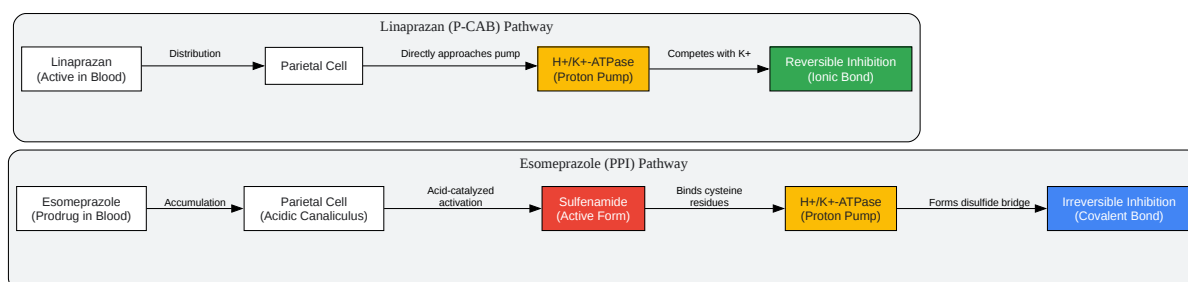 Linaprazan (P-CAB) Pathway
Linaprazan
(Active in Blood)
Distribution
Parietal Cell
Directly approaches pump
H+/K+-ATPase
(Proton Pump)
Competes with K+
Reversible Inhibition
(Ionic Bond)
Esomeprazole (PPI) Pathway
Esomeprazole
(Prodrug in Blood)
Accumulation
Parietal Cell
(Acidic Canaliculus)
Acid-catalyzed
activation
Sulfenamide
(Active Form)
Binds cysteine
residues
H+/K+-ATPase
(Proton Pump)
Forms disulfide bridge
Irreversible Inhibition
(Covalent Bond)